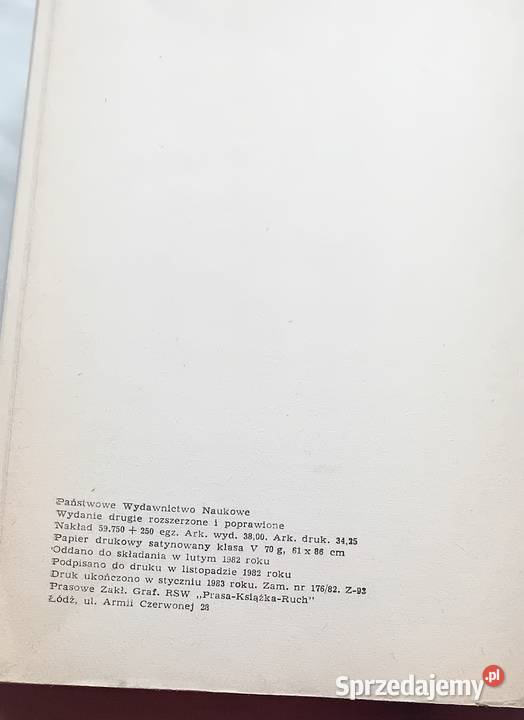 Państwowe Wydawnictwo Naukowe
Wydanie drugie rozszerzone i poprawione
Nakład 59.750 + 250 egz. Ark. wyd. 38,00. Ark. druk. 34,25
Papier drukowy satynowany klasa V 70 g, 61 x 86 cm
Oddano do składania w lutym 1982 roku
Podpisano do druku w listopadzie 1982 roku
Druk ukończono w styczniu 1983 roku. Zam. nr 176/82. Z-93
Prasowe Zakł. Graf. RSW „Prasa-Książka-Ruch"
Łódź, ul. Armii Czerwonej 28
Sprzedajemy.pl